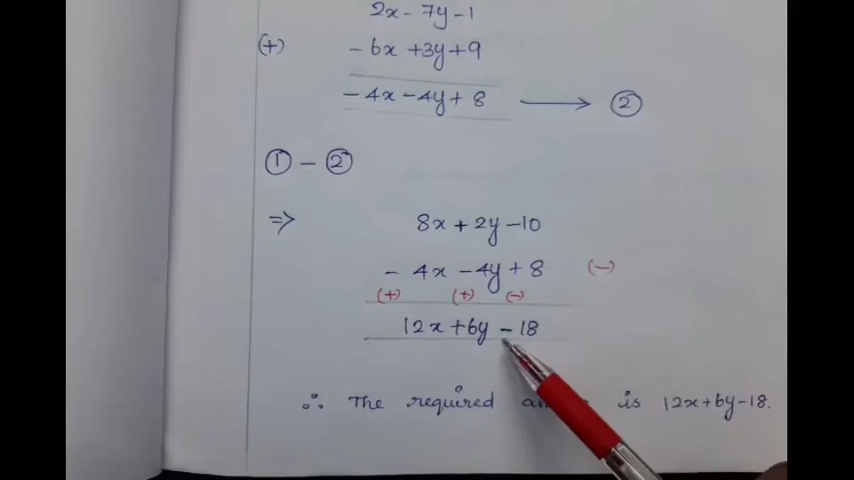 2x - 7y - 1
(+) - 6x + 3y + 9
- 4x - 4y + 8 ⟶ ②
① - ②
⇒ 8x + 2y - 10
- 4x - 4y + 8 (-)
(+) (+) (-)
12x + 6y - 18
∴ The required is 12x + 6y - 18.